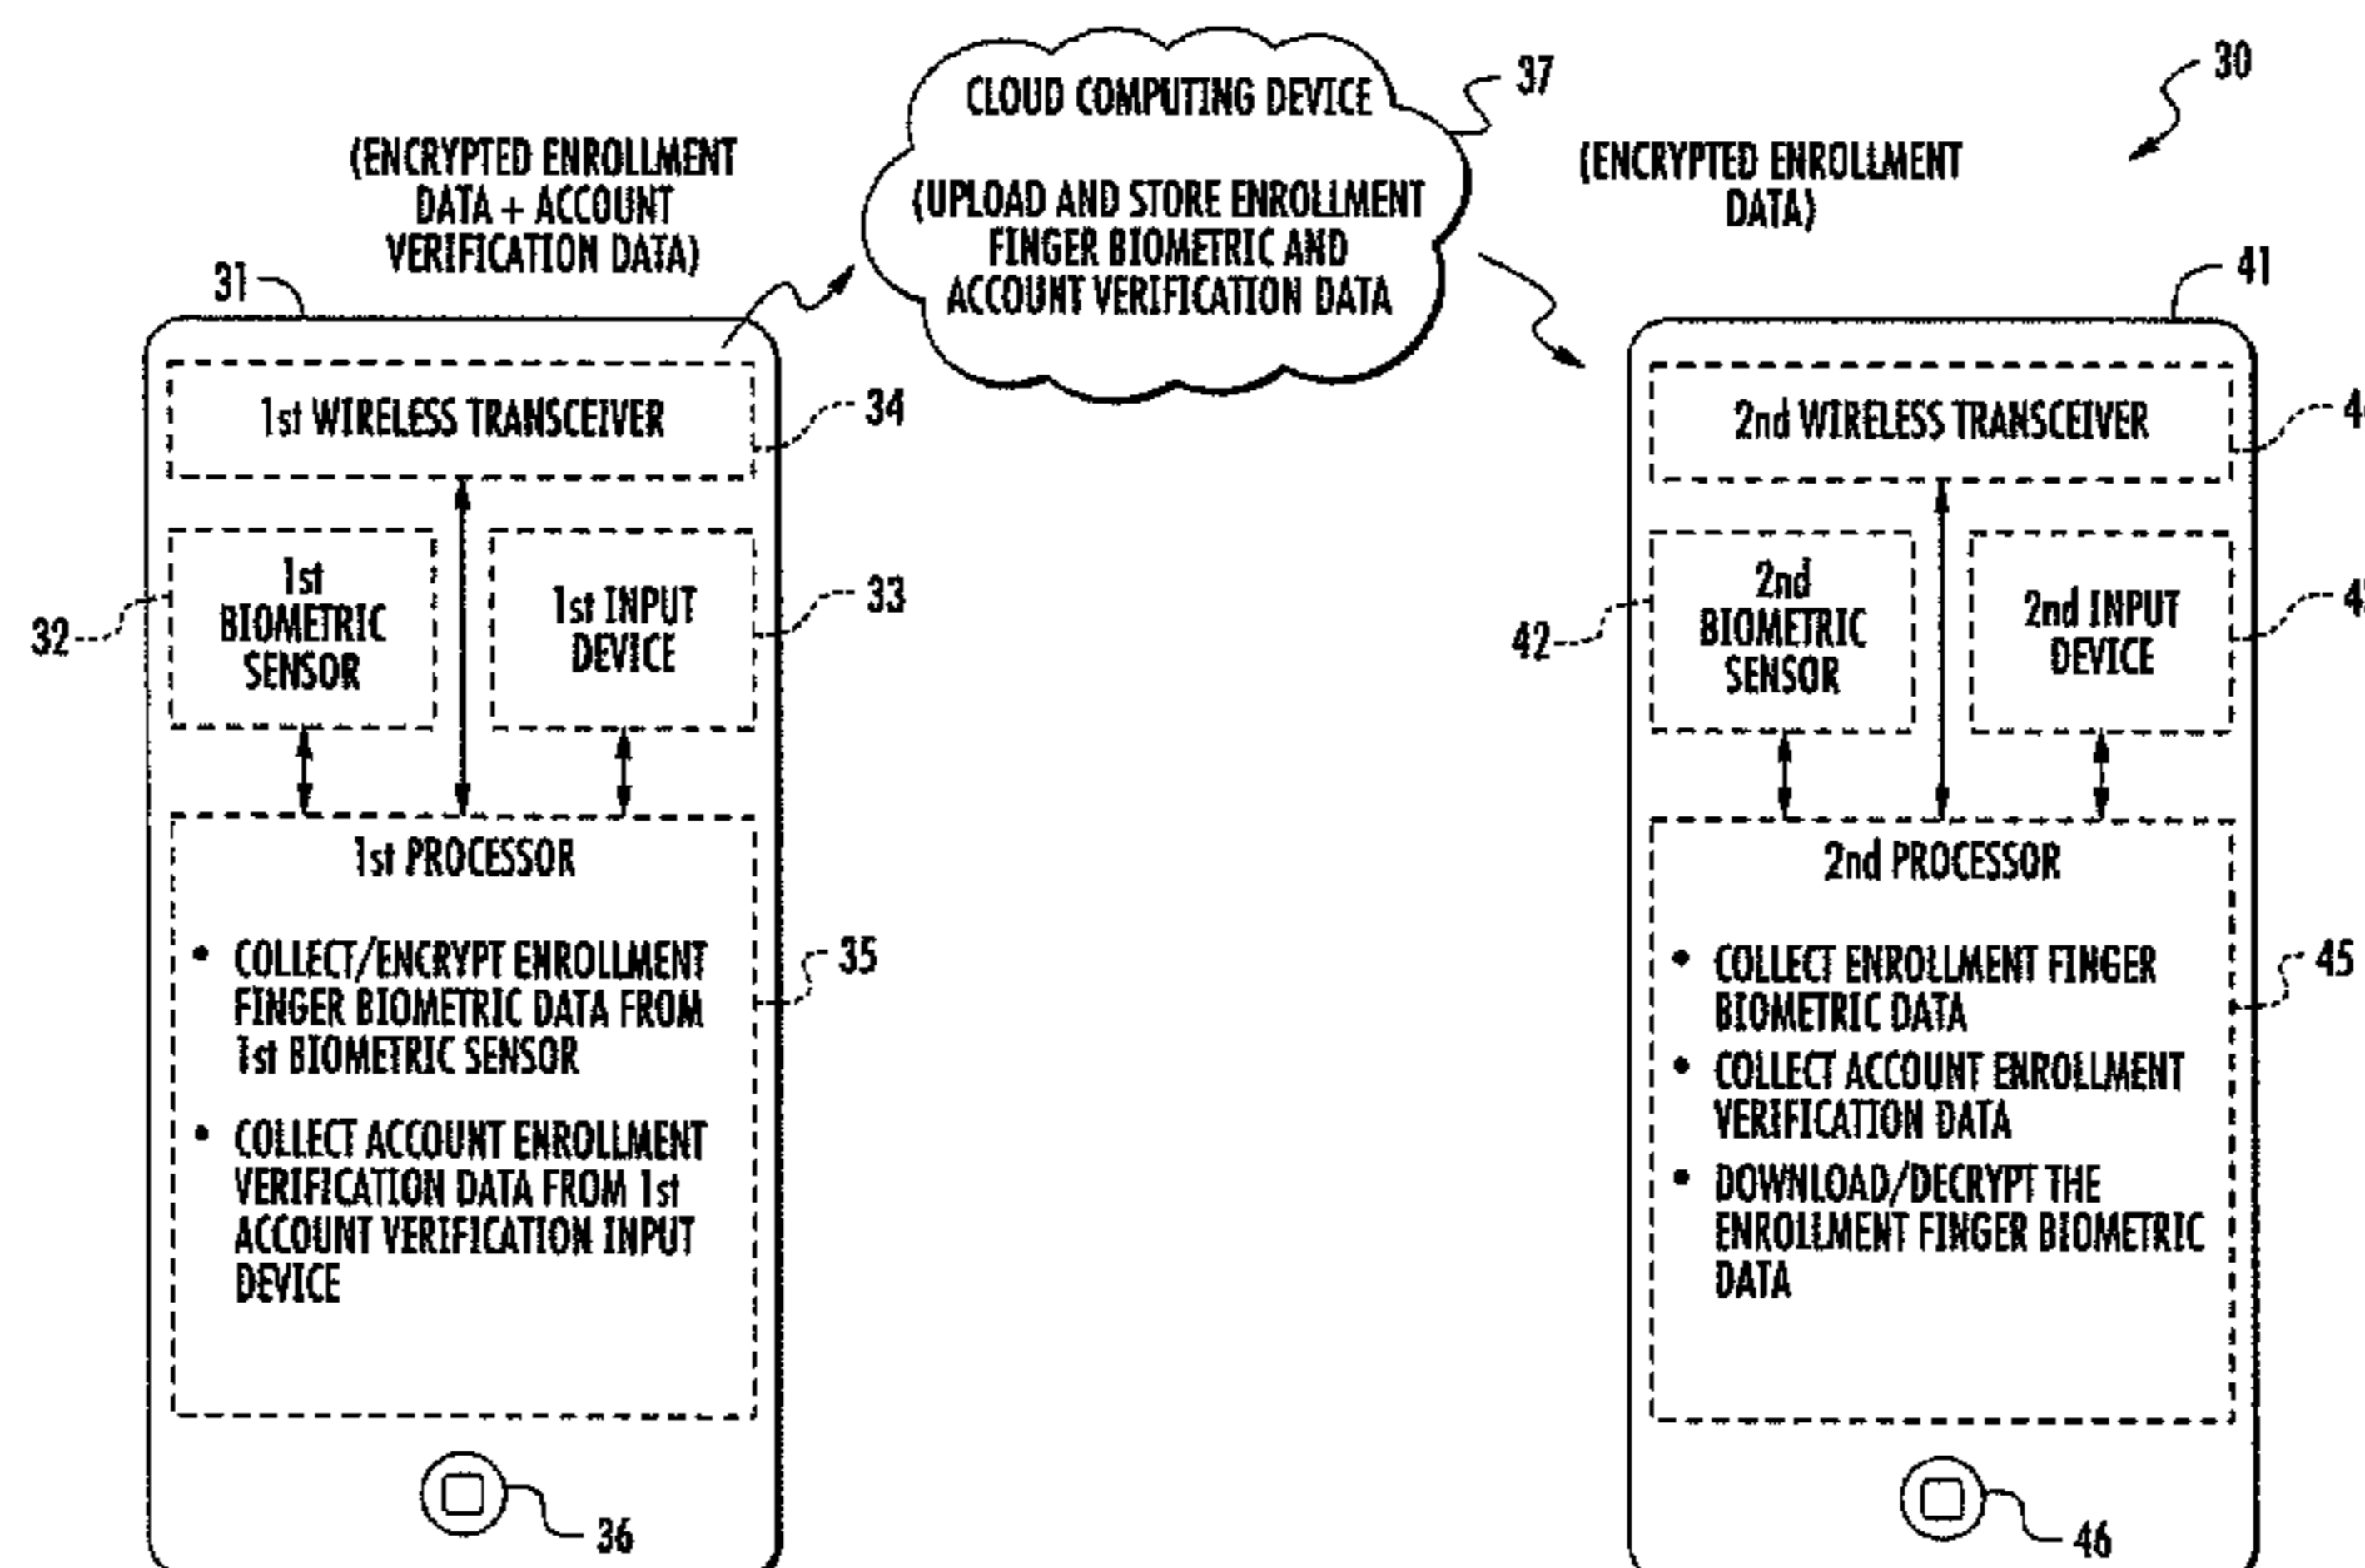 30
37
CLOUD COMPUTING DEVICE
(UPLOAD AND STORE ENROLLMENT
FINGER BIOMETRIC AND
ACCOUNT VERIFICATION DATA
(ENCRYPTED ENROLLMENT
DATA + ACCOUNT
VERIFICATION DATA)
(ENCRYPTED ENROLLMENT
DATA)
31
1st WIRELESS TRANSCEIVER
34
1st
BIOMETRIC
SENSOR
32
1st INPUT
DEVICE
33
1st PROCESSOR
• COLLECT/ENCRYPT ENROLLMENT
FINGER BIOMETRIC DATA FROM
1st BIOMETRIC SENSOR
• COLLECT ACCOUNT ENROLLMENT
VERIFICATION DATA FROM 1st
ACCOUNT VERIFICATION INPUT
DEVICE
35
36
41
2nd WIRELESS TRANSCEIVER
2nd
BIOMETRIC
SENSOR
42
2nd INPUT
DEVICE
2nd PROCESSOR
• COLLECT ENROLLMENT FINGER
BIOMETRIC DATA
• COLLECT ACCOUNT ENROLLMENT
VERIFICATION DATA
• DOWNLOAD/DECRYPT THE
ENROLLMENT FINGER BIOMETRIC
DATA
45
46